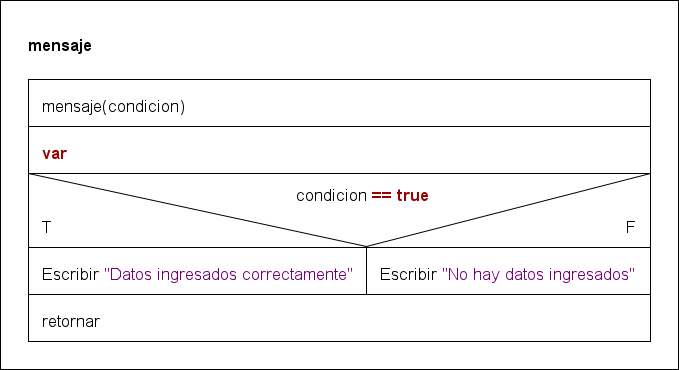 mensaje
mensaje(condicion)
var
condicion == true
T
F
Escribir "Datos ingresados correctamente"
Escribir "No hay datos ingresados"
retornar